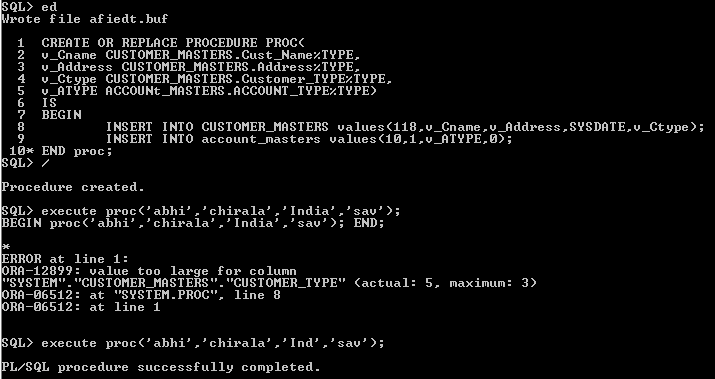 SQL> ed
Wrote file afiedt.buf
1 CREATE OR REPLACE PROCEDURE PROC(
2 v_Cname CUSTOMER_MASTERS.Cust_Name%TYPE,
3 v_Address CUSTOMER_MASTERS.Address%TYPE,
4 v_Ctype CUSTOMER_MASTERS.Customer_TYPE%TYPE,
5 v_ATYPE ACCOUNt_MASTERS.ACCOUNT_TYPE%TYPE)
6 IS
7 BEGIN
8 INSERT INTO CUSTOMER_MASTERS values(118,v_Cname,v_Address,SYSDATE,v_Ctype);
9 INSERT INTO account_masters values(10,1,v_ATYPE,0);
10* END proc;
SQL> /
Procedure created.
SQL> execute proc('abhi','chirala','India','sav');
BEGIN proc('abhi','chirala','India','sav'); END;
*
ERROR at line 1:
ORA-12899: value too large for column
"SYSTEM"."CUSTOMER_MASTERS"."CUSTOMER_TYPE" (actual: 5, maximum: 3)
ORA-06512: at "SYSTEM.PROC", line 8
ORA-06512: at line 1
SQL> execute proc('abhi','chirala','Ind','sav');
PL/SQL procedure successfully completed.